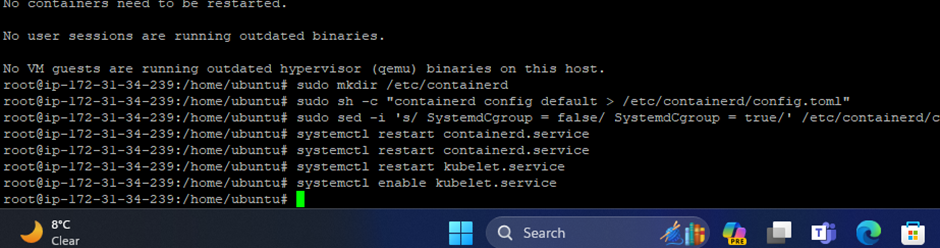 No containers need to be restarted.
No user sessions are running outdated binaries.
No VM guests are running outdated hypervisor (qemu) binaries on this host.
root@ip-172-31-34-239:/home/ubuntu# sudo mkdir /etc/containerd
root@ip-172-31-34-239:/home/ubuntu# sudo sh -c "containerd config default > /etc/containerd/config.toml"
root@ip-172-31-34-239:/home/ubuntu# sudo sed -i 's/ SystemdCgroup = false/ SystemdCgroup = true/' /etc/containerd/c
root@ip-172-31-34-239:/home/ubuntu# systemctl restart containerd.service
root@ip-172-31-34-239:/home/ubuntu# systemctl restart containerd.service
root@ip-172-31-34-239:/home/ubuntu# systemctl restart kubelet.service
root@ip-172-31-34-239:/home/ubuntu# systemctl enable kubelet.service
root@ip-172-31-34-239:/home/ubuntu#
8°C
Clear
Search
PRE